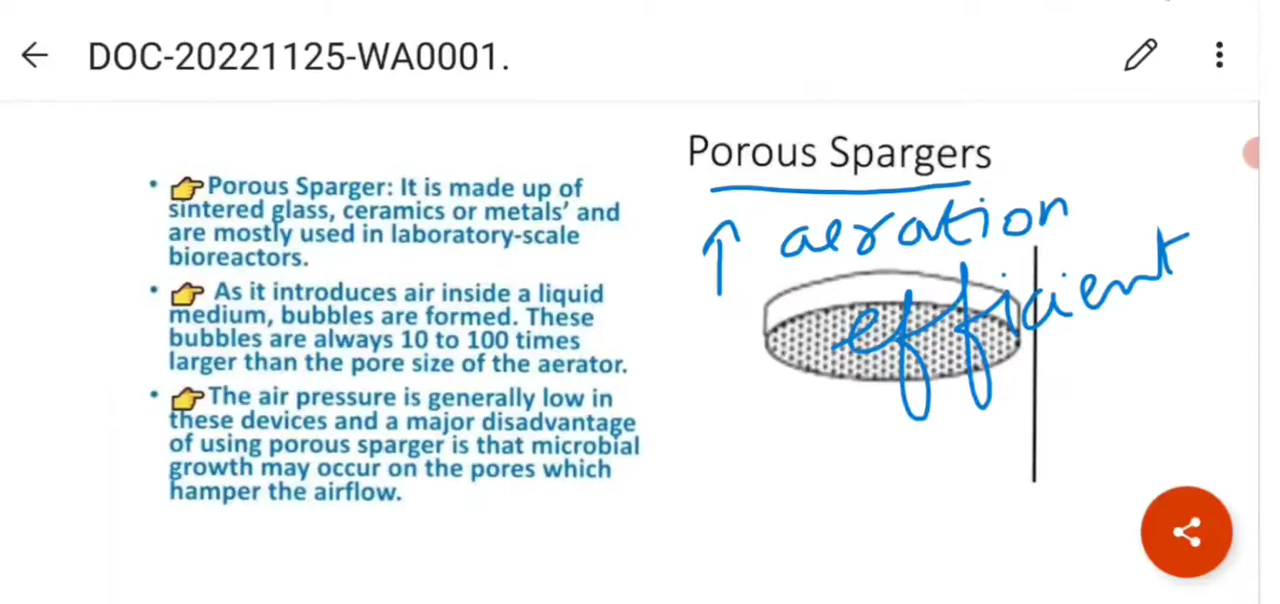 DOC-20221125-WA0001.
Porous Spargers
• 👉Porous Sparger: It is made up of
sintered glass, ceramics or metals’ and
are mostly used in laboratory-scale
bioreactors.
• 👉 As it introduces air inside a liquid
medium, bubbles are formed. These
bubbles are always 10 to 100 times
larger than the pore size of the aerator.
• 👉The air pressure is generally low in
these devices and a major disadvantage
of using porous sparger is that microbial
growth may occur on the pores which
hamper the airflow.
↑ aeration
efficient